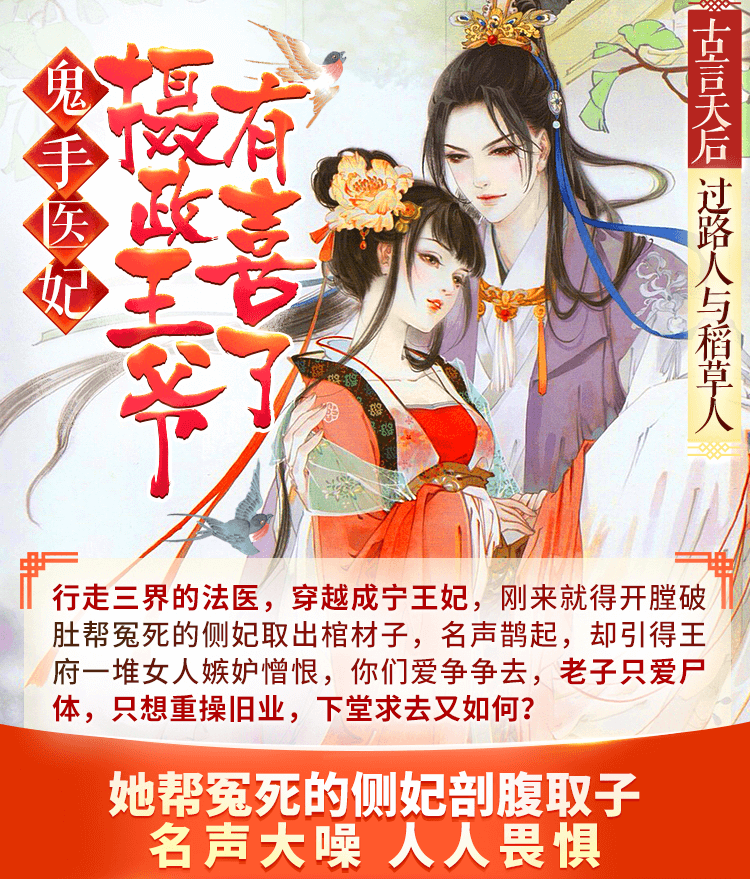 鬼手医妃
摄政王爷
有喜了
古言天后
过路人与稻草人
行走三界的法医，穿越成宁王妃，刚来就得开膛破
肚帮冤死的侧妃取出棺材子，名声鹊起，却引得王
府一堆女人嫉妒憎恨，你们爱争争去，老子只爱尸
体，只想重操旧业，下堂求去又如何？
她帮冤死的侧妃剖腹取子
名声大噪 人人畏惧